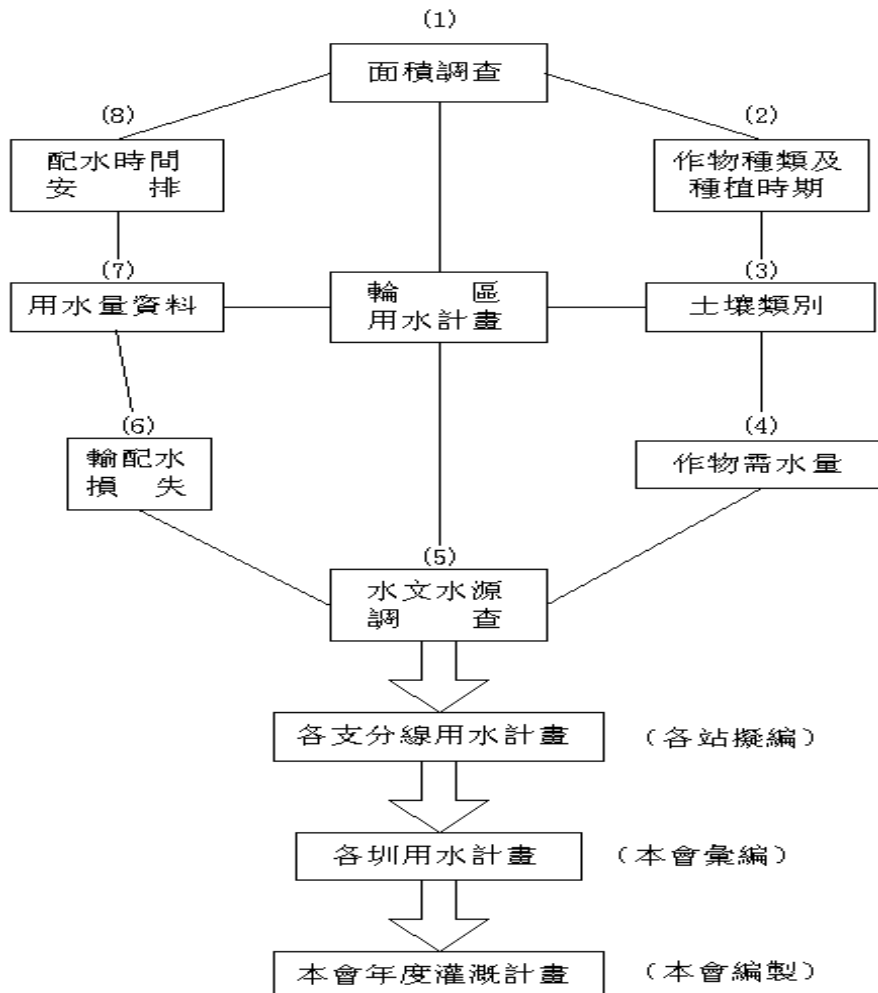 (1)
面積調查
(8)
(2)
配水時間
安 排
作物種類及
種植時期
(7)
(3)
用水量資料
輪 區
用水計畫
土壤類別
(6)
(4)
輸配水
損 失
作物需水量
(5)
水文水源
調 查
各支分線用水計畫 (各站擬編)
各圳用水計畫 (本會彙編)
本會年度灌溉計畫 (本會編製)